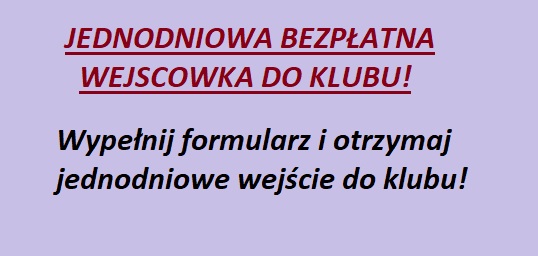 JEDNODNIOWA BEZPŁATNA
WEJSCOWKA DO KLUBU!
Wypełnij formularz i otrzymaj
jednodniowe wejście do klubu!